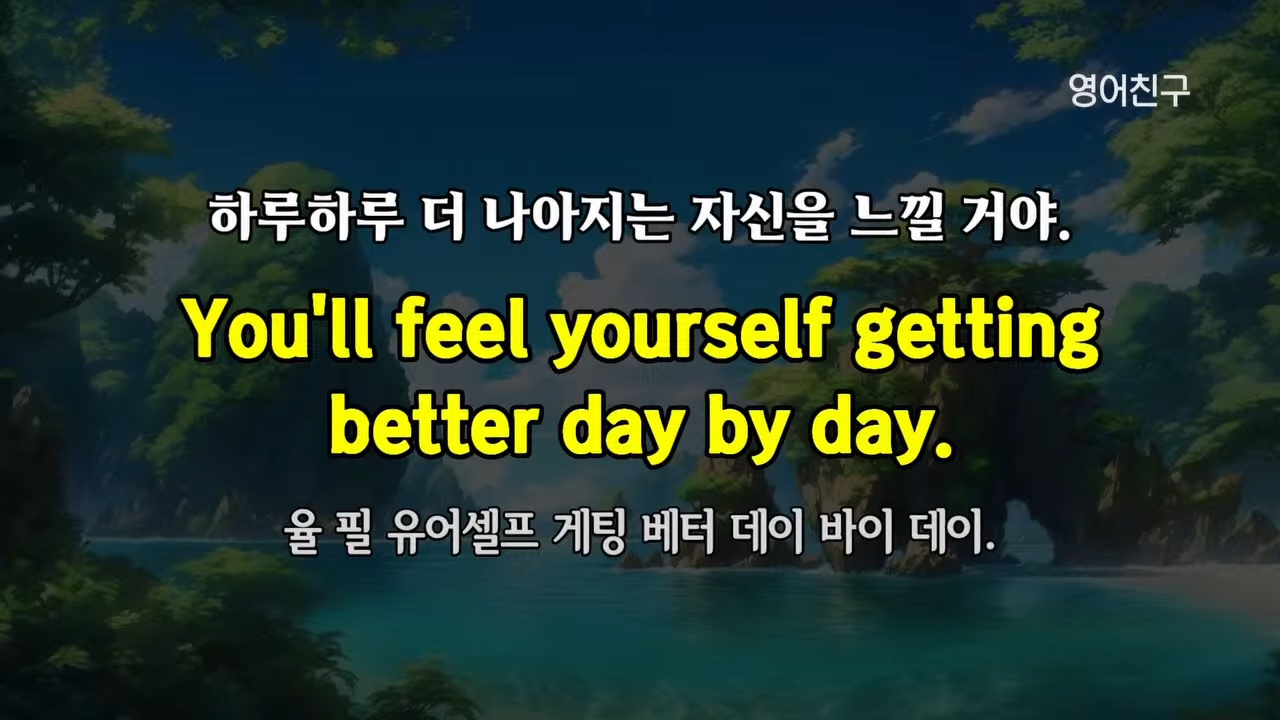 영어친구
하루하루 더 나아지는 자신을 느낄 거야.
You'll feel yourself getting
better day by day.
율 필 유어셀프 게팅 베터 데이 바이 데이.